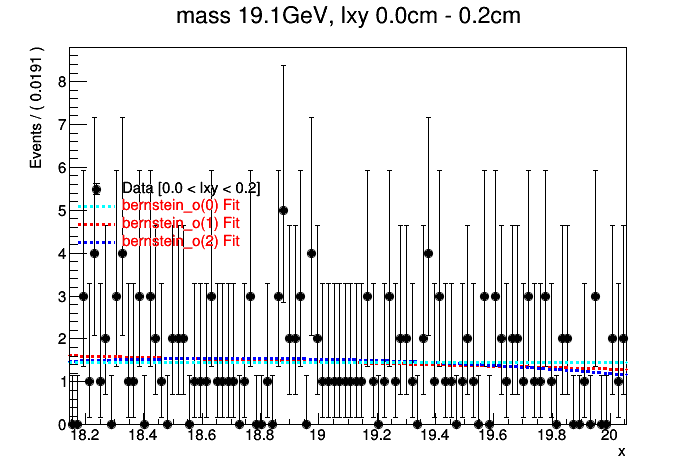 mass 19.1GeV, lxy 0.0cm - 0.2cm
Events / ( 0.0191 )
8
7
6
5
4
3
2
1
0
Data [0.0 < lxy < 0.2]
bernstein_o(0) Fit
bernstein_o(1) Fit
bernstein_o(2) Fit
18.2 18.4 18.6 18.8 19 19.2 19.4 19.6 19.8 20
x